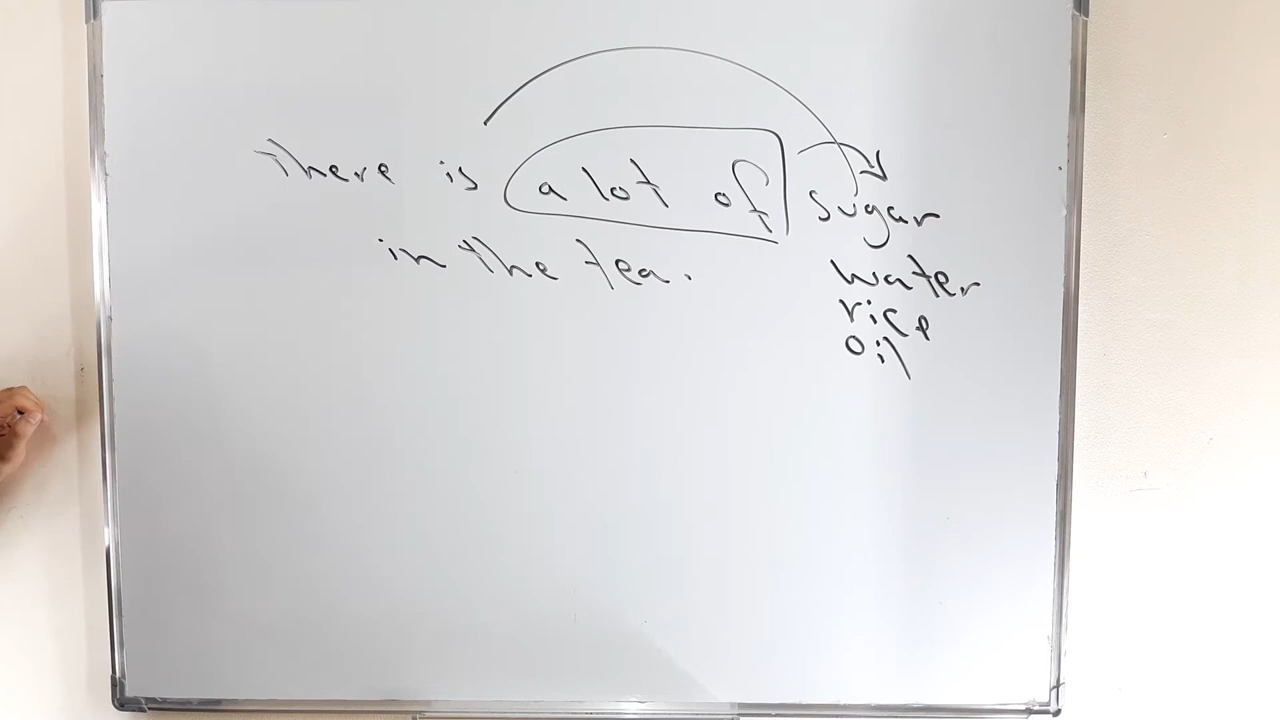 There is a lot of sugar
in the tea.
water
rice
oil